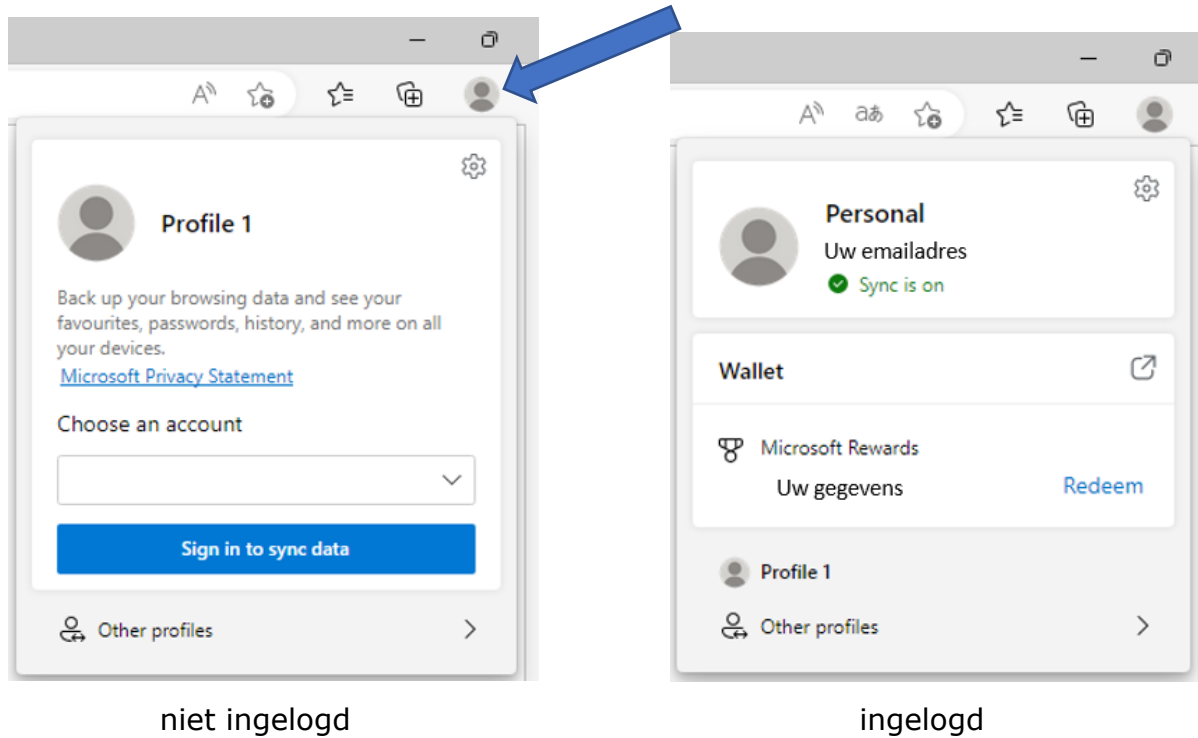 Profile 1
Back up your browsing data and see your
favourites, passwords, history, and more on all
your devices.
Microsoft Privacy Statement
Choose an account
Sign in to sync data
Other profiles
niet ingelogd
aあ
Personal
Uw emailadres
Sync is on
Wallet
Microsoft Rewards
Uw gegevens Redeem
Profile 1
Other profiles
ingelogd